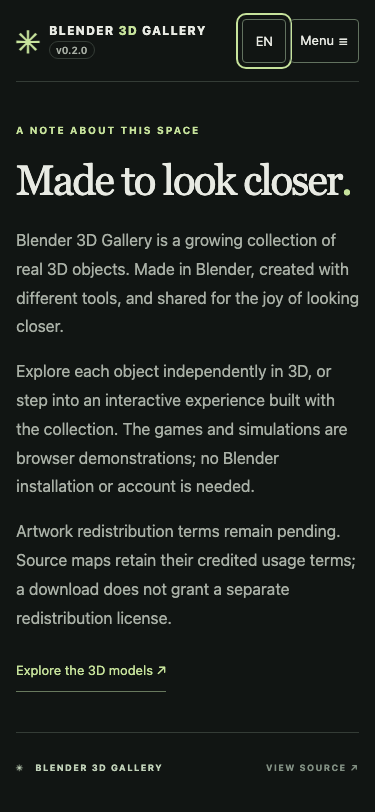 BLENDER 3D GALLERY
v0.2.0
EN
Menu ≡
A NOTE ABOUT THIS SPACE
Made to look closer.
Blender 3D Gallery is a growing collection of
real 3D objects. Made in Blender, created with
different tools, and shared for the joy of looking
closer.
Explore each object independently in 3D, or
step into an interactive experience built with
the collection. The games and simulations are
browser demonstrations; no Blender
installation or account is needed.
Artwork redistribution terms remain pending.
Source maps retain their credited usage terms;
a download does not grant a separate
redistribution license.
Explore the 3D models ↗
✳ BLENDER 3D GALLERY
VIEW SOURCE ↗